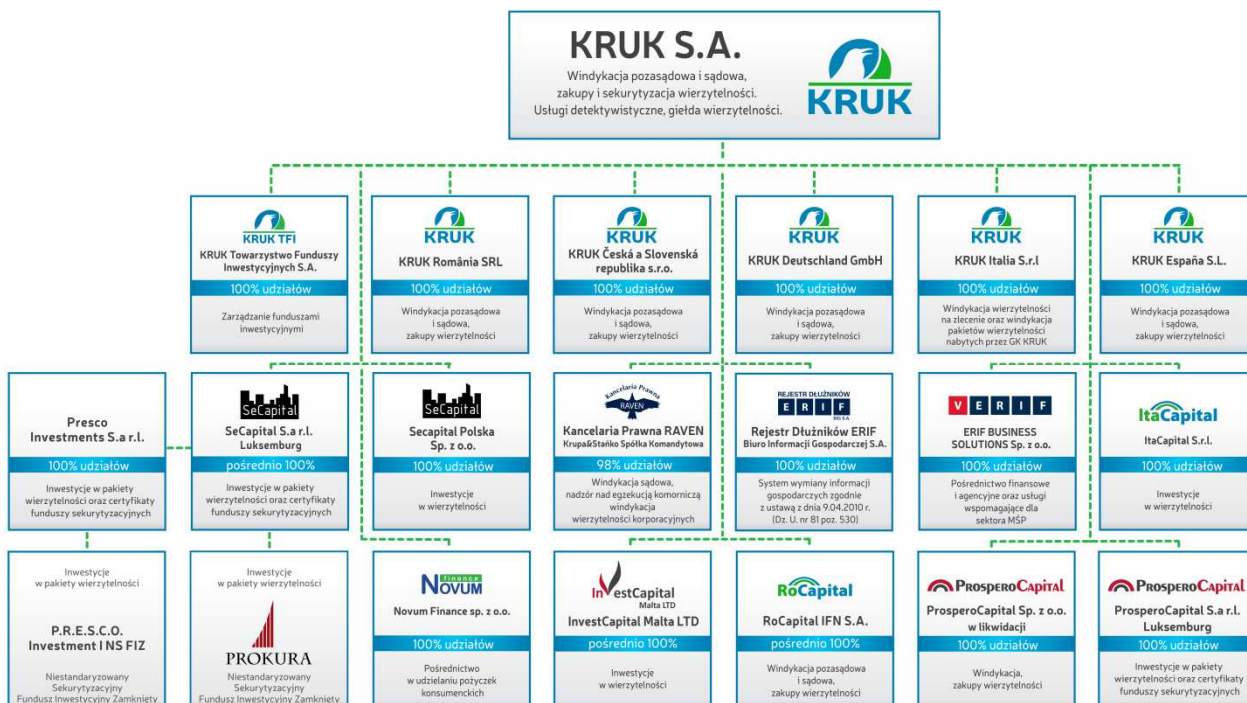 KRUK S.A.
Windykacja pozasądowa i sądowa,
zakupy i sekurytyzacja wierzytelności.
Usługi detektywistyczne, giełda wierzytelności.
KRUK
KRUK TFI
KRUK Towarzystwo Funduszy
Inwestycyjnych S.A.
100% udziałów
Zarządzanie funduszami
inwestycyjnymi
KRUK
KRUK România SRL
100% udziałów
Windykacja pozasądowa
i sądowa,
zakupy wierzytelności
KRUK
KRUK Česká a Slovenská
republika s.r.o.
100% udziałów
Windykacja pozasądowa
i sądowa,
zakupy wierzytelności
KRUK
KRUK Deutschland GmbH
100% udziałów
Windykacja pozasądowa
i sądowa,
zakupy wierzytelności
KRUK
KRUK Italia S.r.l
100% udziałów
Windykacja wierzytelności
na zlecenie oraz windykacja
pakietów wierzytelności
nabytych przez GK KRUK
KRUK
KRUK España S.L.
100% udziałów
Windykacja pozasądowa
i sądowa,
zakupy wierzytelności
Presco
Investments S.a r.l.
100% udziałów
Inwestycje w pakiety
wierzytelności oraz certyfikaty
funduszy sekurytyzacyjnych
SeCapital
SeCapital S.a r.l.
Luksemburg
pośrednio 100%
Inwestycje w pakiety
wierzytelności oraz certyfikaty
funduszy sekurytyzacyjnych
SeCapital
Secapital Polska
Sp. z o.o.
100% udziałów
Inwestycje
w wierzytelności
Kancelaria Prawna
RAVEN
Kancelaria Prawna RAVEN
Krupa&Stańko Spółka Komandytowa
98% udziałów
Windykacja sądowa,
nadzór nad egzekucją komorniczą
windykacja
wierzytelności korporacyjnych
REJESTR DŁUŻNIKÓW
ERIF
BIG S.A.
Rejestr Dłużników ERIF
Biuro Informacji Gospodarczej S.A.
100% udziałów
System wymiany informacji
gospodarczych zgodnie
z ustawą z dnia 9.04.2010 r.
(Dz. U. nr 81 poz. 530)
VERIF
ERIF BUSINESS
SOLUTIONS Sp. z o.o.
100% udziałów
Pośrednictwo finansowe
i agencyjne oraz usługi
wspomagające dla
sektora MŚP
ItaCapital
ItaCapital S.r.l.
100% udziałów
Inwestycje
w wierzytelności
Inwestycje
w pakiety wierzytelności
P.R.E.S.C.O.
Investment I NS FIZ
Niestandaryzowany
Sekurytyzacyjny
Fundusz Inwestycyjny Zamknięty
Inwestycje
w pakiety wierzytelności
PROKURA
Niestandaryzowany
Sekurytyzacyjny
Fundusz Inwestycyjny Zamknięty
finance
NOVUM
Novum Finance sp. z o.o.
100% udziałów
Pośrednictwo
w udzielaniu pożyczek
konsumenckich
InvestCapital
Malta LTD
InvestCapital Malta LTD
pośrednio 100%
Inwestycje
w wierzytelności
RoCapital
RoCapital IFN S.A.
pośrednio 100%
Windykacja pozasądowa
i sądowa,
zakupy wierzytelności
PROSPEROCAPITAL
ProsperoCapital Sp. z o.o.
w likwidacji
100% udziałów
Windykacja,
zakupy wierzytelności
PROSPEROCAPITAL
ProsperoCapital S.a r.l.
Luksemburg
100% udziałów
Inwestycje w pakiety
wierzytelności oraz certyfikaty
funduszy sekurytyzacyjnych